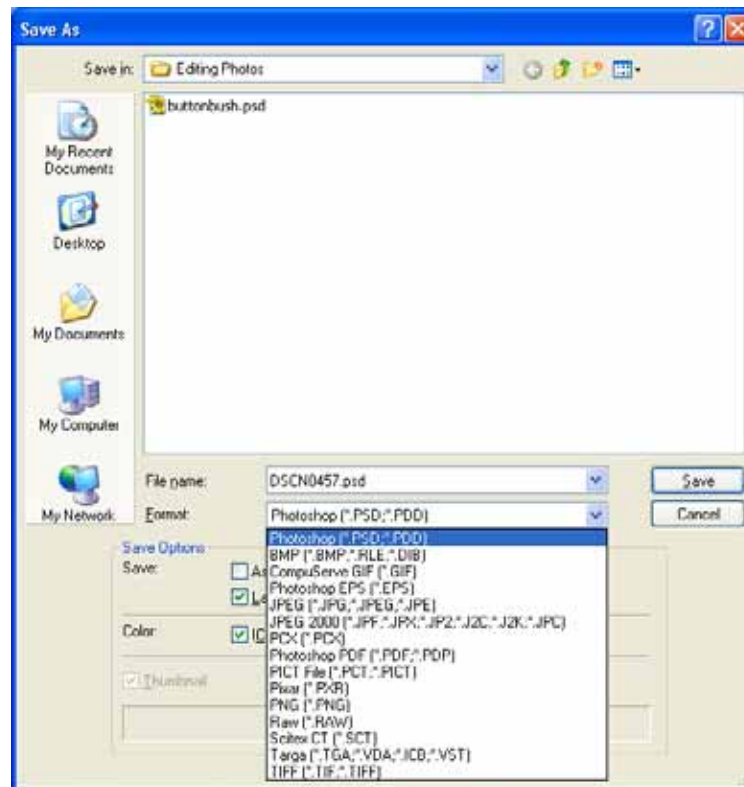 Save As
Save in:
Editing Photos
buttonbush.psd
My Recent
Documents
Desktop
My Documents
My Computer
My Network
File name:
DSCN0457.psd
Save
Format:
Photoshop (*.PSD;*.PDD)
Cancel
Photoshop (*.PSD;*.PDD)
BMP (*.BMP,*.RLE,*.DIB)
CompuServe GIF (*.GIF)
Photoshop EPS (*.EPS)
JPEG (*.JPG,*.JPEG,*.JPE)
JPEG 2000 (*.JPF,*.JPX;*.JP2,*.J2C,*.J2K,*.JPC)
PCX (*.PCX)
Photoshop PDF (*.PDF;*.PDP)
PICT File (*.PCT;*.PICT)
Pixar (*.PXR)
PNG (*.PNG)
Raw (*.RAW)
Scitex CT (*.SCT)
Targa (*.TGA;*.VDA;*.ICB;*.VST)
TIFF (*.TIF;*.TIFF)
Save Options
Save:
As
La
Color:
IC
Thumbnail